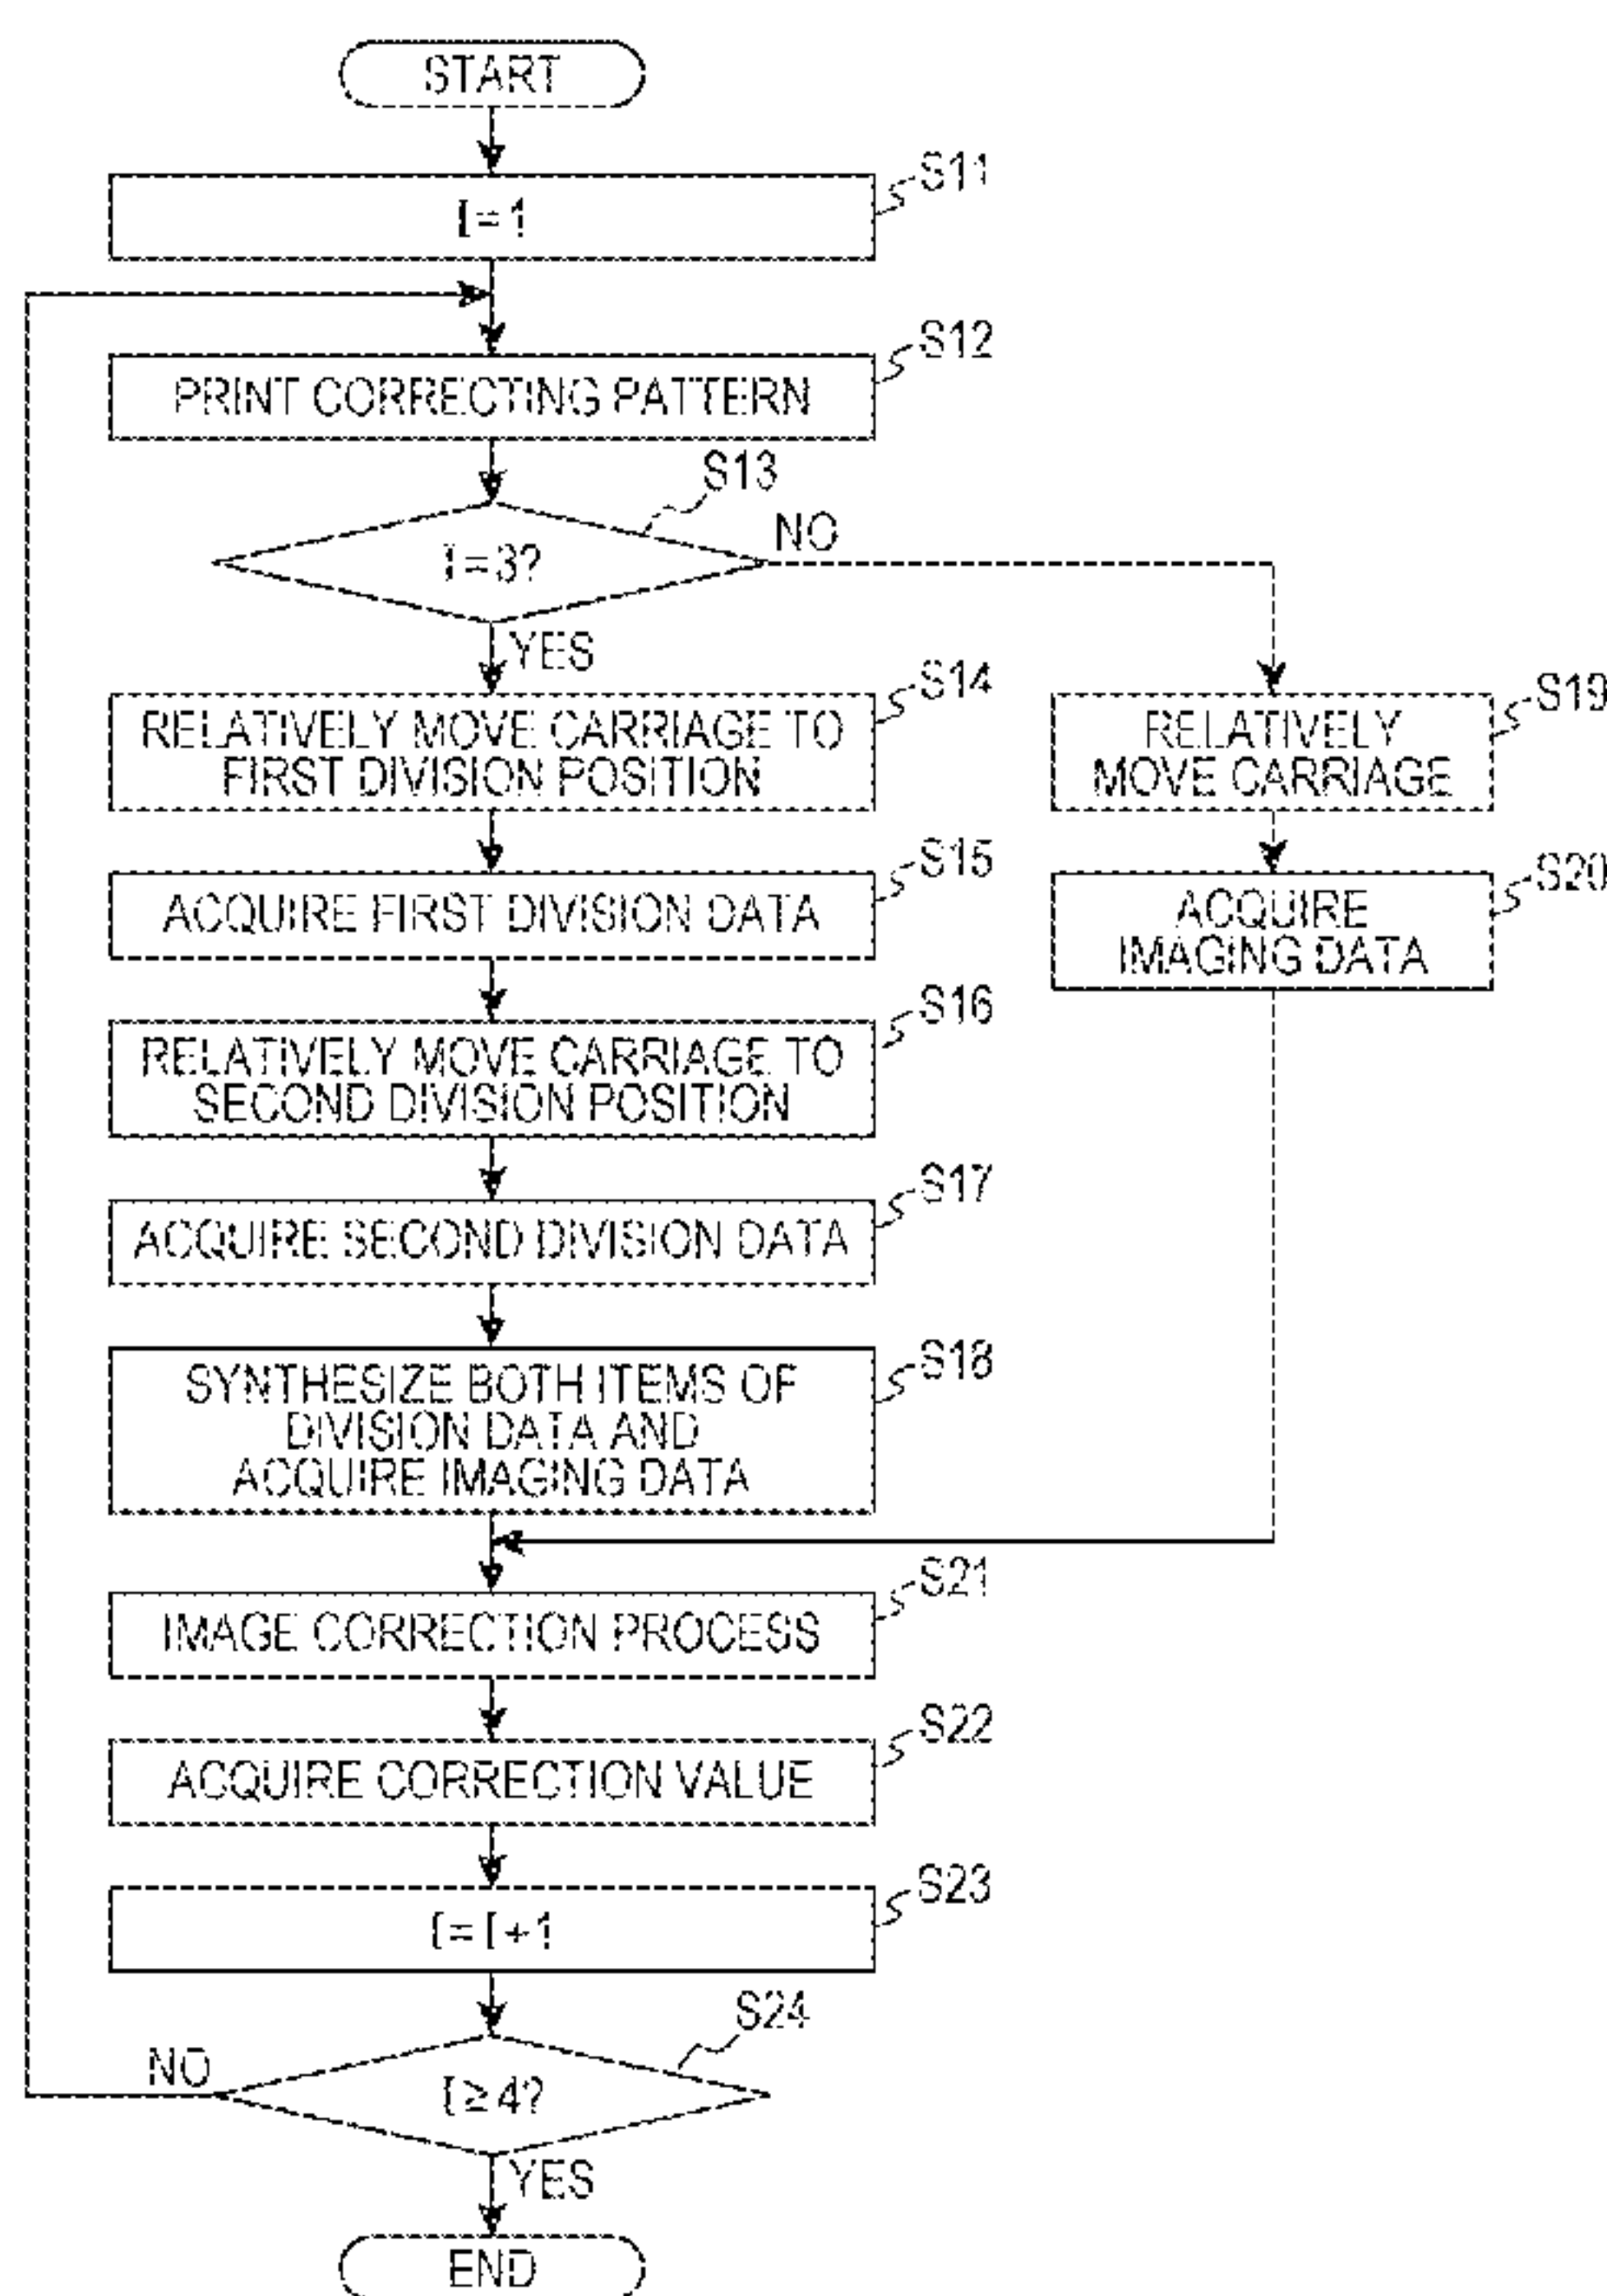 START
S11
I=1
S12
PRINT CORRECTING PATTERN
S13
I=3?
NO
YES
S14
RELATIVELY MOVE CARRIAGE TO
FIRST DIVISION POSITION
S19
RELATIVELY
MOVE CARRIAGE
S15
ACQUIRE FIRST DIVISION DATA
S20
ACQUIRE
IMAGING DATA
S16
RELATIVELY MOVE CARRIAGE TO
SECOND DIVISION POSITION
S17
ACQUIRE SECOND DIVISION DATA
S18
SYNTHESIZE BOTH ITEMS OF
DIVISION DATA AND
ACQUIRE IMAGING DATA
S21
IMAGE CORRECTION PROCESS
S22
ACQUIRE CORRECTION VALUE
S23
I=I+1
S24
NO
I≥4?
YES
END